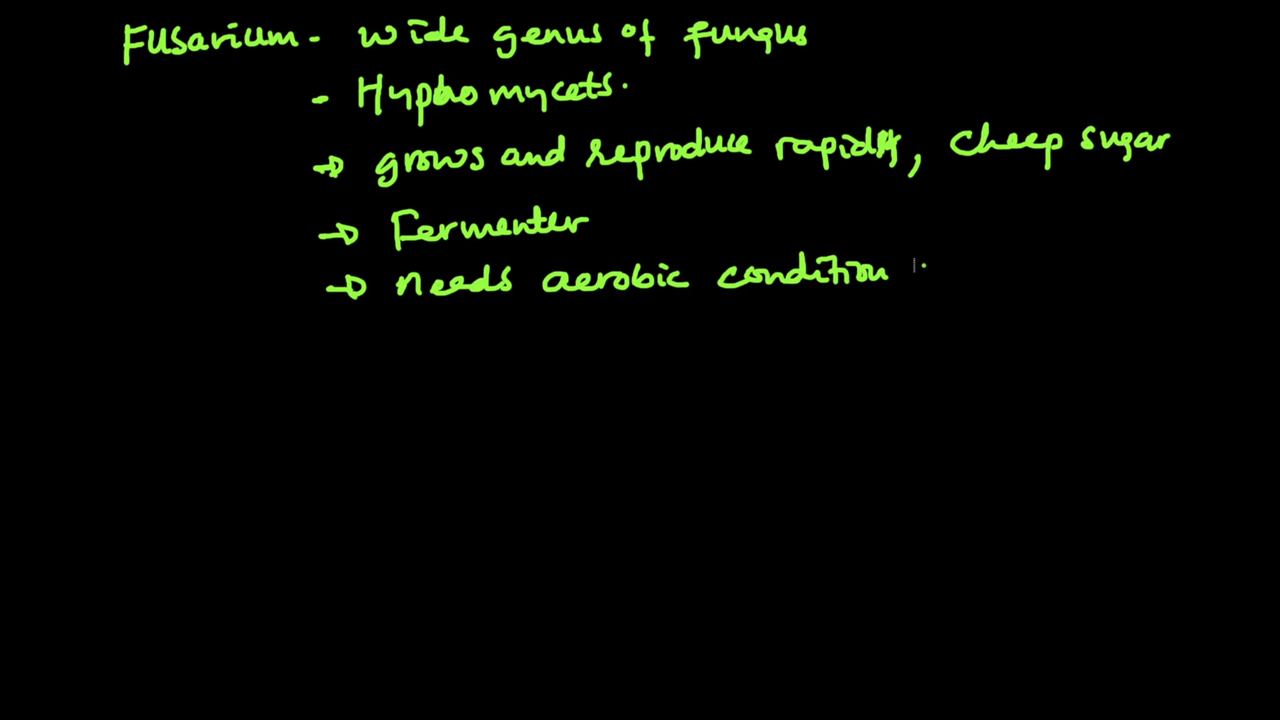 Fusarium - wide genus of fungus
- Hyphomycets.
→ grows and reproduce rapidly, cheep sugar
→ Fermenter
→ needs aerobic condition .